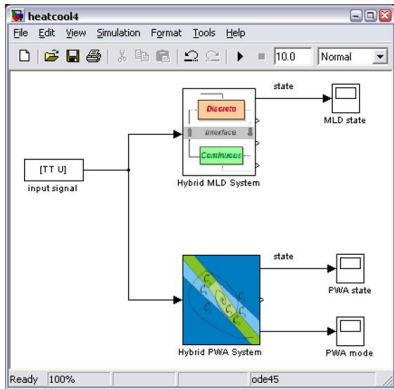 heatcool4
File Edit View Simulation Format Tools Help
10.0 Normal
state
Discrete
MLD state
interface
[TT U]
Continuous
input signal
Hybrid MLD System
state
PWA state
Hybrid PWA System
PWA mode
Ready 100% ode45